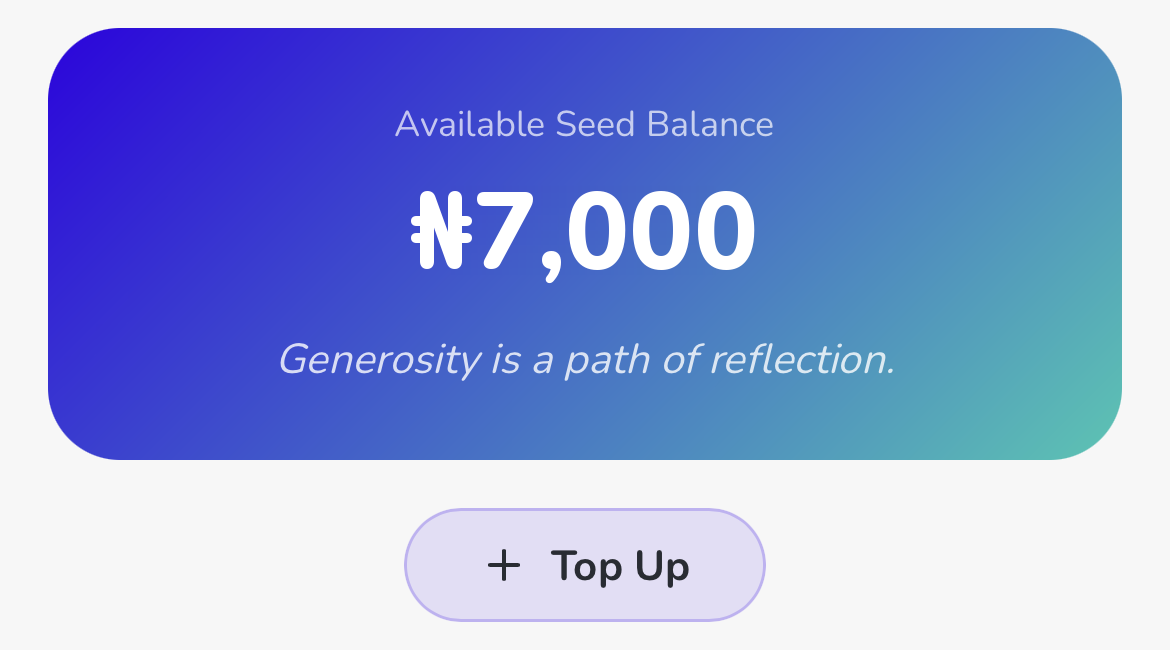 Available Seed Balance
₦7,000
Generosity is a path of reflection.
+ Top Up